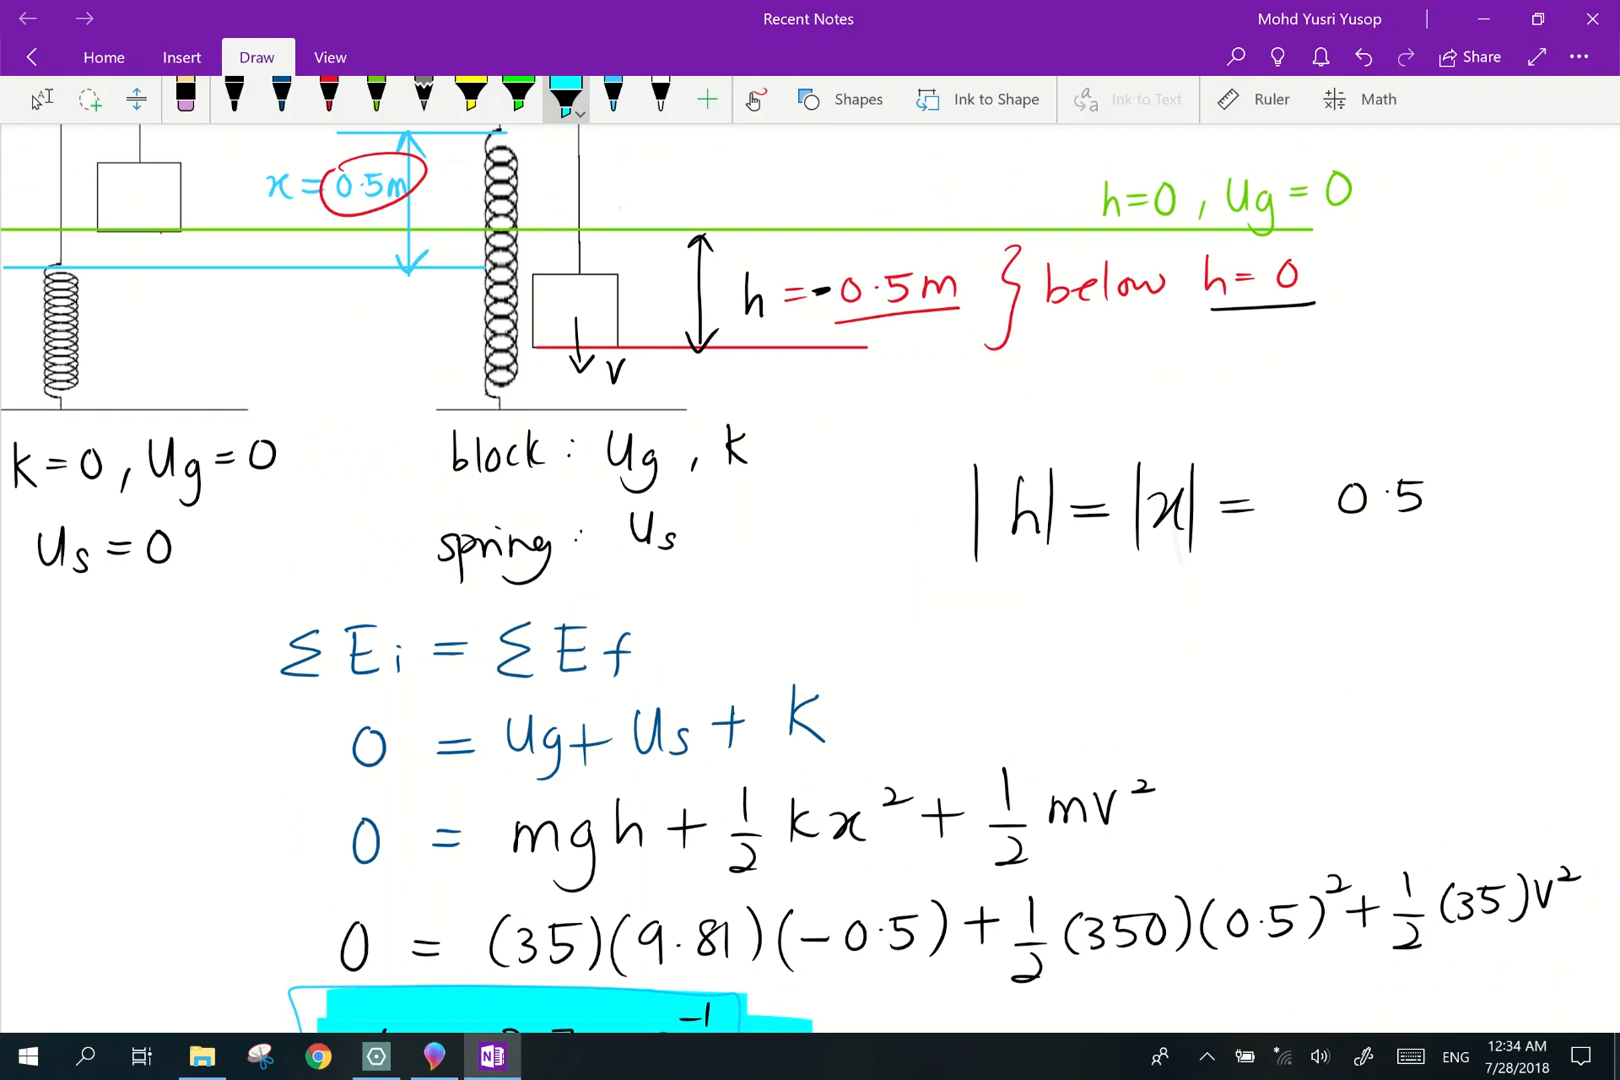 Recent Notes
Mohd Yusri Yusop
Home Insert Draw View
Share
Shapes
Ink to Shape
Ink to Text
Ruler
Math
x = 0.5m
h=0 , Ug = 0
h = -0.5m } below h= 0
v
k=0 , Ug=0
Us = 0
block : Ug , k
spring : Us
|h| = |x| = 0.5
ΣEi = ΣEf
0 = Ug+ Us + k
0 = mgh + 1/2 kx² + 1/2 mv²
0 = (35)(9.81)(-0.5) + 1/2 (350)(0.5)² + 1/2 (35)v²
-1
ENG
12:34 AM
7/28/2018